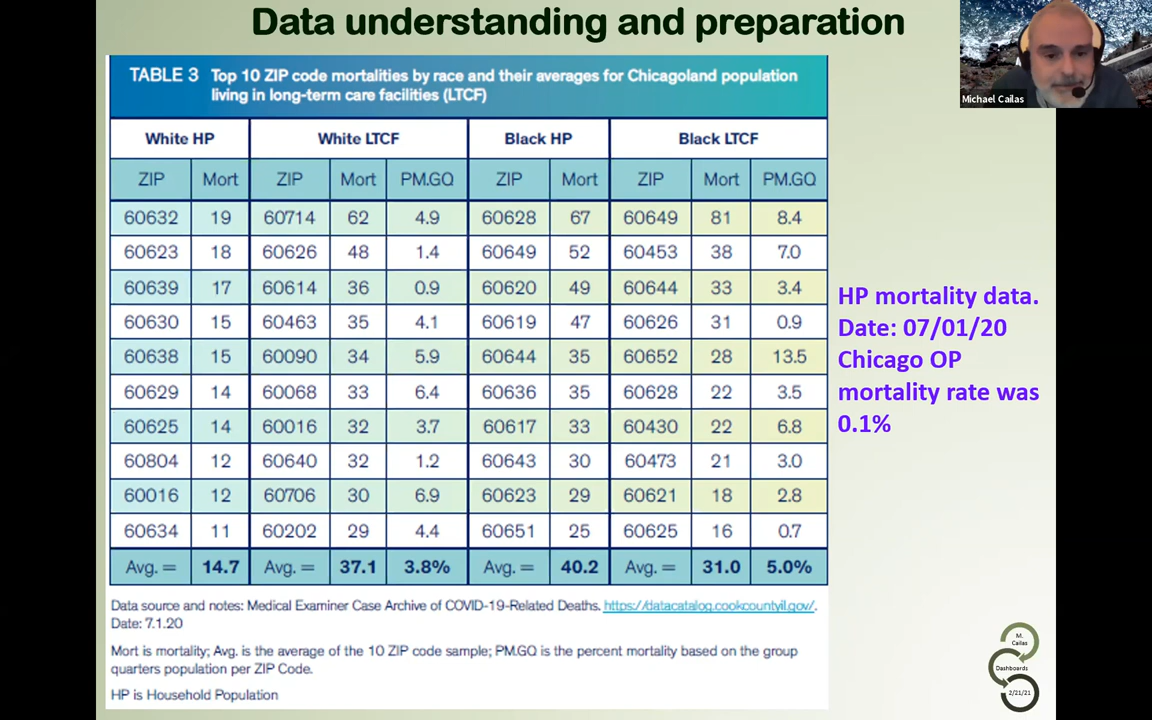 Data understanding and preparation
Michael Cailas
TABLE 3 Top 10 ZIP code mortalities by race and their averages for Chicagoland population
living in long-term care facilities (LTCF)
White HP White LTCF Black HP Black LTCF
ZIP Mort ZIP Mort PM.GQ ZIP Mort ZIP Mort PM.GQ
60632 19 60714 62 4.9 60628 67 60649 81 8.4
60623 18 60626 48 1.4 60649 52 60453 38 7.0
60639 17 60614 36 0.9 60620 49 60644 33 3.4
60630 15 60463 35 4.1 60619 47 60626 31 0.9
60638 15 60090 34 5.9 60644 35 60652 28 13.5
60629 14 60068 33 6.4 60636 35 60628 22 3.5
60625 14 60016 32 3.7 60617 33 60430 22 6.8
60804 12 60640 32 1.2 60643 30 60473 21 3.0
60016 12 60706 30 6.9 60623 29 60621 18 2.8
60634 11 60202 29 4.4 60651 25 60625 16 0.7
Avg. = 14.7 Avg. = 37.1 3.8% Avg. = 40.2 Avg. = 31.0 5.0%
Data source and notes: Medical Examiner Case Archive of COVID-19-Related Deaths. https://datacatalog.cookcountyil.gov/.
Date: 7.1.20
Mort is mortality; Avg. is the average of the 10 ZIP code sample; PM.GQ is the percent mortality based on the group
quarters population per ZIP Code.
HP is Household Population
HP mortality data.
Date: 07/01/20
Chicago OP
mortality rate was
0.1%
M.
Cailas
Dashboards
2/21/21